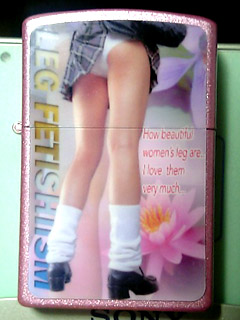 LEG FETISHISM
How beautiful
women's leg are.
I love them
very much...